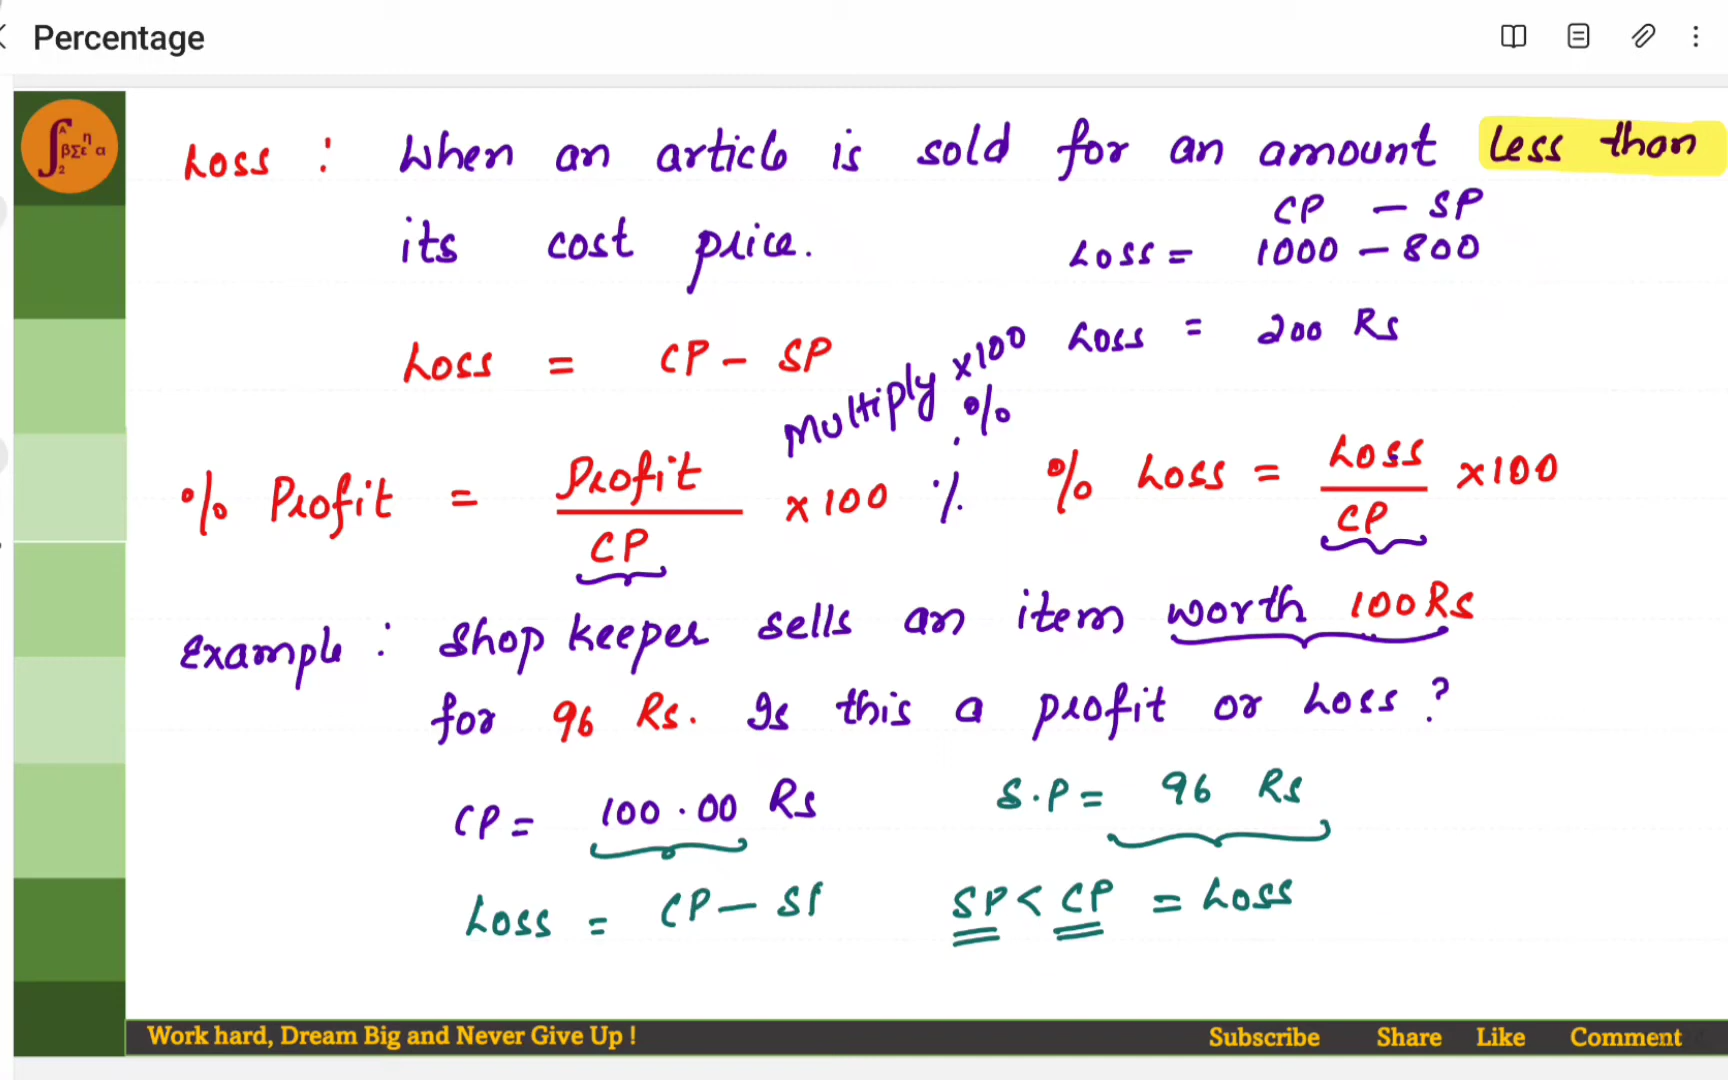 Percentage
Loss : When an article is sold for an amount less than
its cost price.
CP - SP
Loss = 1000 - 800
Loss = 200 Rs
Loss = CP - SP
Multiply ×100
%
% Profit = Profit / CP × 100 %
% Loss = Loss / CP ×100
Example : Shop keeper sells an item worth 100 Rs
for 96 Rs. Is this a profit or Loss ?
CP = 100.00 Rs
S.P = 96 Rs
Loss = CP - SP
SP < CP = Loss
Work hard, Dream Big and Never Give Up !
Subscribe Share Like Comment